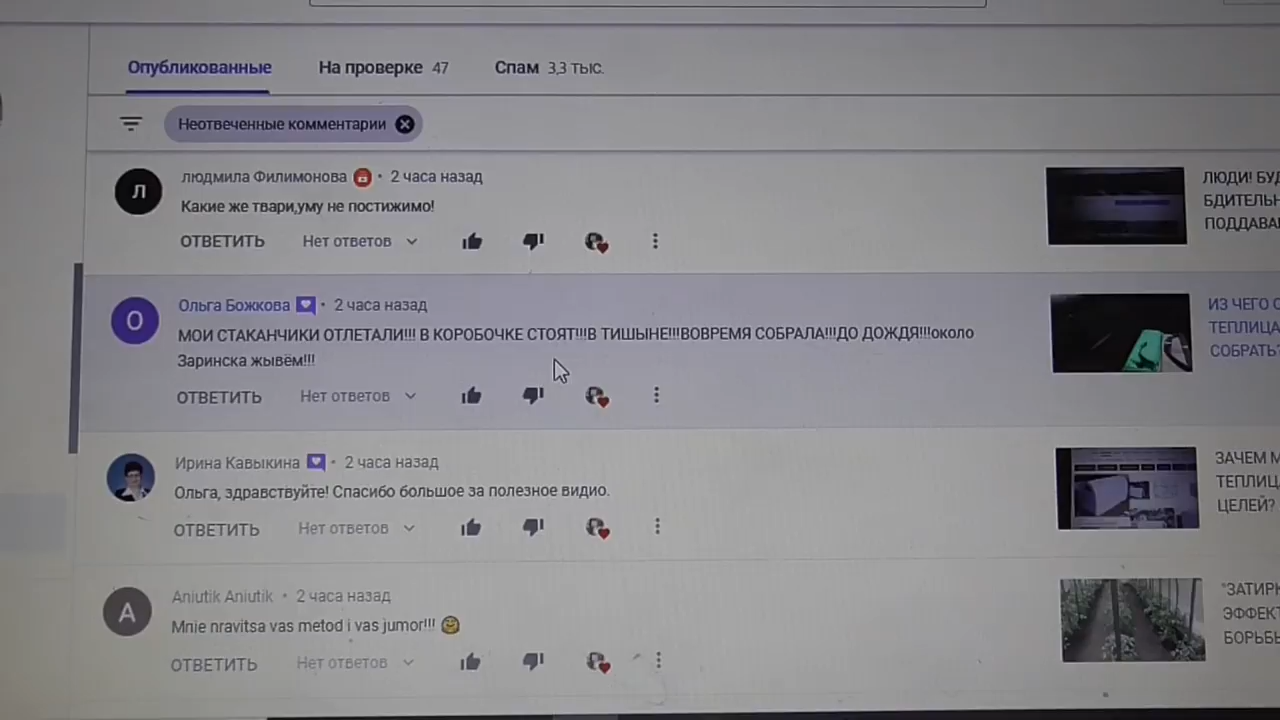 Опубликованные На проверке 47 Спам 3,3 тыс.
Неотвеченные комментарии
Л людмила Филимонова • 2 часа назад
Какие же твари,уму не постижимо!
ОТВЕТИТЬ Нет ответов
ЛЮДИ! БУД
БДИТЕЛЬН
ПОДДАВА
О Ольга Божкова • 2 часа назад
МОИ СТАКАНЧИКИ ОТЛЕТАЛИ!!! В КОРОБОЧКЕ СТОЯТ!!!В ТИШЫНЕ!!!ВОВРЕМЯ СОБРАЛА!!!ДО ДОЖДЯ!!!около
Заринска жывём!!!
ОТВЕТИТЬ Нет ответов
ИЗ ЧЕГО С
ТЕПЛИЦА
СОБРАТЬ?
Ирина Кавыкина • 2 часа назад
Ольга, здравствуйте! Спасибо большое за полезное видио.
ОТВЕТИТЬ Нет ответов
ЗАЧЕМ М
ТЕПЛИЦА
ЦЕЛЕЙ?
A Aniutik Aniutik • 2 часа назад
Mnie nravitsa vas metod i vas jumor!!!
ОТВЕТИТЬ Нет ответов
"ЗАТИРК
ЭФФЕКТ
БОРЬБЫ